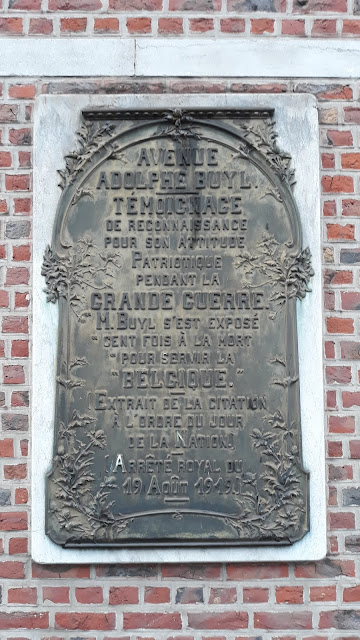 AVENUE
ADOLPHE BUYL.
TÉMOIGNAGE
DE RECONNAISSANCE
POUR SON ATTITUDE
PATRIOTIQUE
PENDANT LA
GRANDE GUERRE.
"M. BUYL S'EST EXPOSÉ
"CENT FOIS À LA MORT
"POUR SERVIR LA
"BELGIQUE."
(EXTRAIT DE LA CITATION
À L'ORDRE DU JOUR
DE LA NATION.)
(ARRÊTÉ ROYAL DU
19 AOÛT 1919.)